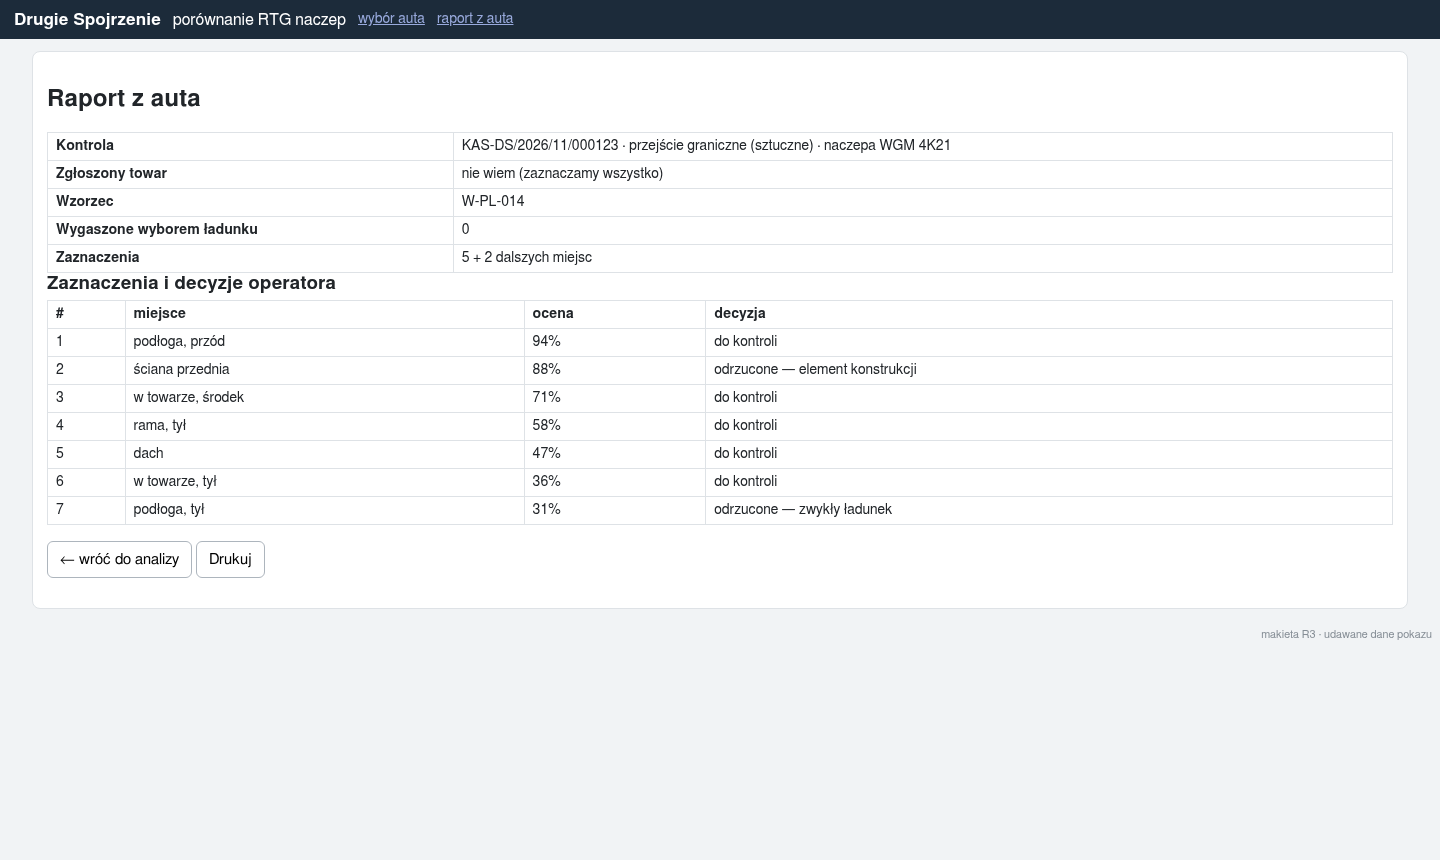 Drugie Spojrzenie porównanie RTG naczep wybór auta raport z auta
Raport z auta
Kontrola KAS-DS/2026/11/000123 · przejście graniczne (sztuczne) · naczepa WGM 4K21
Zgłoszony towar nie wiem (zaznaczamy wszystko)
Wzorzec W-PL-014
Wygaszone wyborem ładunku 0
Zaznaczenia 5 + 2 dalszych miejsc
Zaznaczenia i decyzje operatora
# miejsce ocena decyzja
1 podłoga, przód 94% do kontroli
2 ściana przednia 88% odrzucone — element konstrukcji
3 w towarze, środek 71% do kontroli
4 rama, tył 58% do kontroli
5 dach 47% do kontroli
6 w towarze, tył 36% do kontroli
7 podłoga, tył 31% odrzucone — zwykły ładunek
← wróć do analizy Drukuj
makieta R3 · udawane dane pokazu